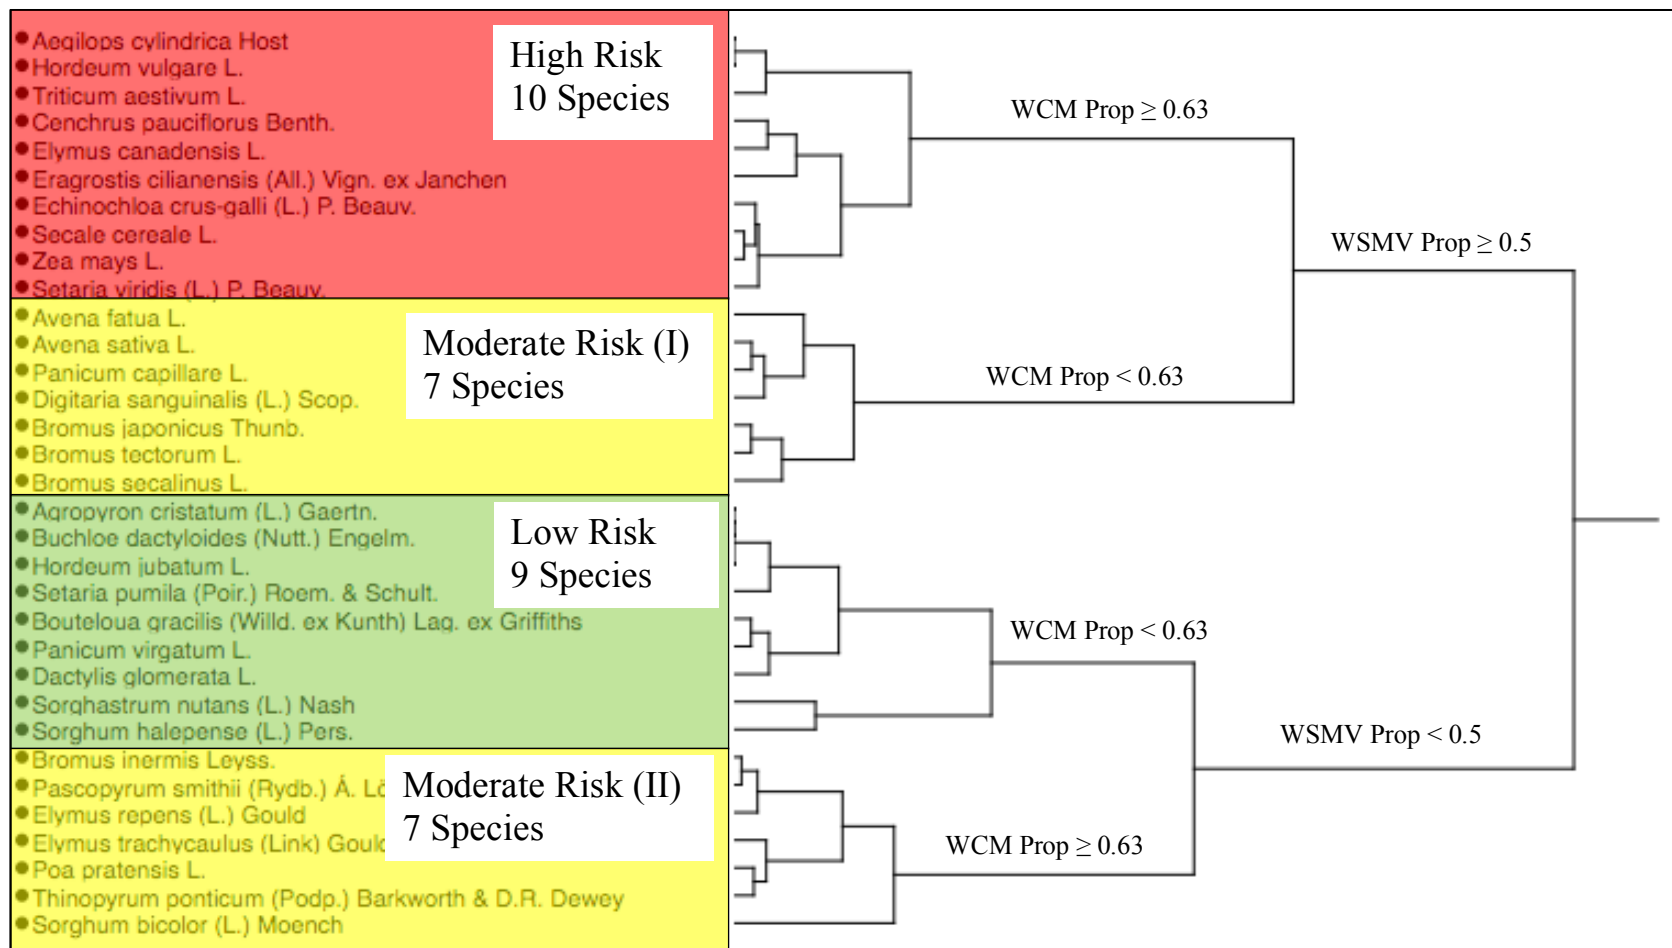 Aegilops cylindrica Host
Hordeum vulgare L.
Triticum aestivum L.
Cenchrus pauciflorus Benth.
Elymus canadensis L.
Eragrostis cilianensis (All.) Vign. ex Janchen
Echinochloa crus-galli (L.) P. Beauv.
Secale cereale L.
Zea mays L.
Setaria viridis (L.) P. Beauv.
High Risk
10 Species
Avena fatua L.
Avena sativa L.
Panicum capillare L.
Digitaria sanguinalis (L.) Scop.
Bromus japonicus Thunb.
Bromus tectorum L.
Bromus secalinus L.
Moderate Risk (I)
7 Species
Agropyron cristatum (L.) Gaertn.
Buchloe dactyloides (Nutt.) Engelm.
Hordeum jubatum L.
Setaria pumila (Poir.) Roem. & Schult.
Bouteloua gracilis (Willd. ex Kunth) Lag. ex Griffiths
Panicum virgatum L.
Dactylis glomerata L.
Sorghastrum nutans (L.) Nash
Sorghum halepense (L.) Pers.
Low Risk
9 Species
Bromus inermis Leyss.
Pascopyrum smithii (Rydb.) Á.
Elymus repens (L.) Gould
Elymus trachycaulus (Link)
Poa pratensis L.
Thinopyrum ponticum (Podp.) Barkworth & D.R. Dewey
Sorghum bicolor (L.) Moench
Moderate Risk (II)
7 Species
WCM Prop ≥ 0.63
WSMV Prop ≥ 0.5
WCM Prop < 0.63
WCM Prop < 0.63
WSMV Prop < 0.5
WCM Prop ≥ 0.63